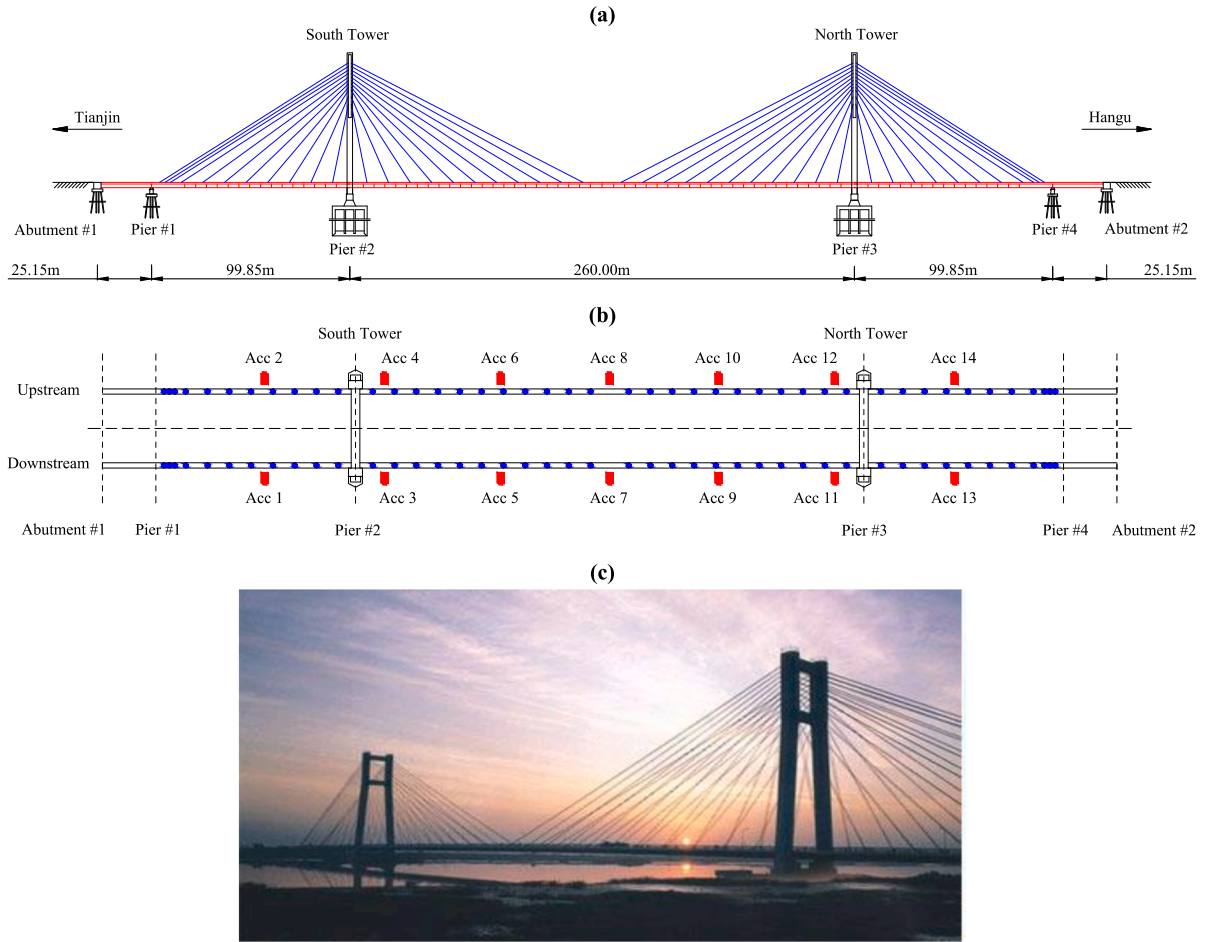 (a)
South Tower North Tower
Tianjin Hangu
Abutment #1 Pier #1 Pier #2 Pier #3 Pier #4 Abutment #2
25.15m 99.85m 260.00m 99.85m 25.15m
(b)
South Tower North Tower
Acc 2 Acc 4 Acc 6 Acc 8 Acc 10 Acc 12 Acc 14
Upstream
Downstream
Acc 1 Acc 3 Acc 5 Acc 7 Acc 9 Acc 11 Acc 13
Abutment #1 Pier #1 Pier #2 Pier #3 Pier #4 Abutment #2
(c)